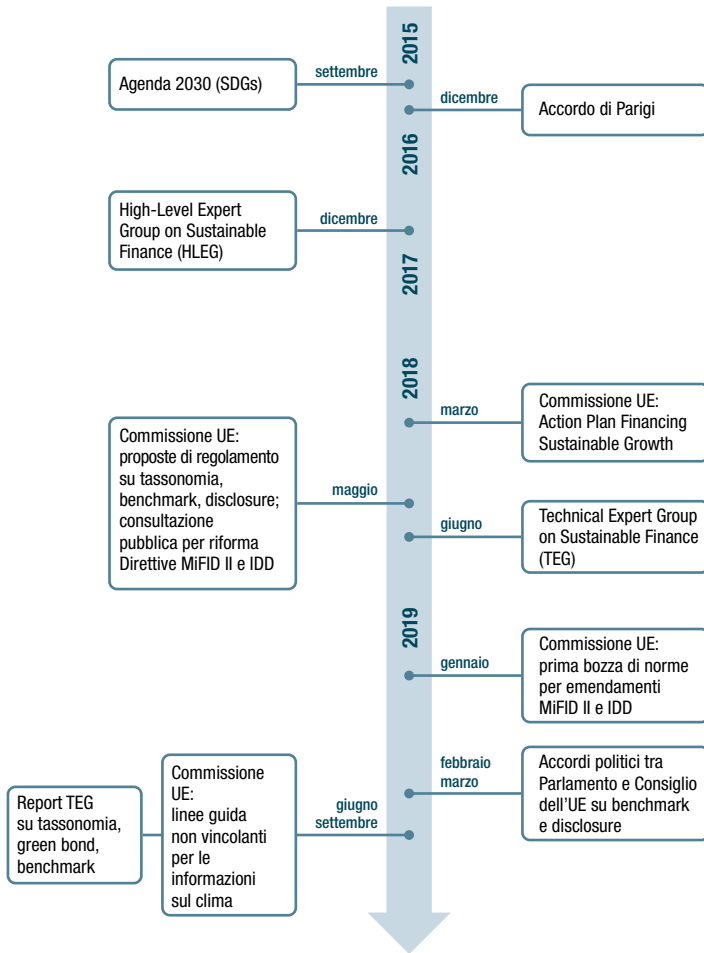 2015
settembre
Agenda 2030 (SDGs)
dicembre
Accordo di Parigi
2016
dicembre
High-Level Expert
Group on Sustainable
Finance (HLEG)
2017
2018
marzo
Commissione UE:
Action Plan Financing
Sustainable Growth
maggio
Commissione UE:
proposte di regolamento
su tassonomia,
benchmark, disclosure;
consultazione
pubblica per riforma
Direttive MiFID II e IDD
giugno
Technical Expert Group
on Sustainable Finance
(TEG)
2019
gennaio
Commissione UE:
prima bozza di norme
per emendamenti
MiFID II e IDD
febbraio
marzo
Accordi politici tra
Parlamento e Consiglio
dell'UE su benchmark
e disclosure
giugno
settembre
Commissione
UE:
linee guida
non vincolanti
per le
informazioni
sul clima
Report TEG
su tassonomia,
green bond,
benchmark